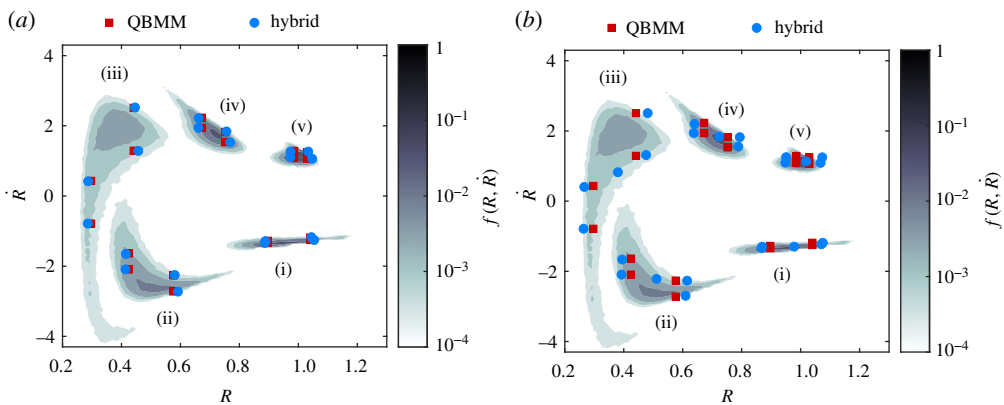 (a) QBMM hybrid
4
2
0
−2
−4
Ṙ
0.2 0.4 0.6 0.8 1.0 1.2
R
(iii)
(iv)
(v)
(i)
(ii)
1
10⁻¹
10⁻²
10⁻³
10⁻⁴
f (R, Ṙ)
(b) QBMM hybrid
4
2
0
−2
−4
Ṙ
0.2 0.4 0.6 0.8 1.0 1.2
R
(iii)
(iv)
(v)
(i)
(ii)
1
10⁻¹
10⁻²
10⁻³
10⁻⁴
f (R, Ṙ)